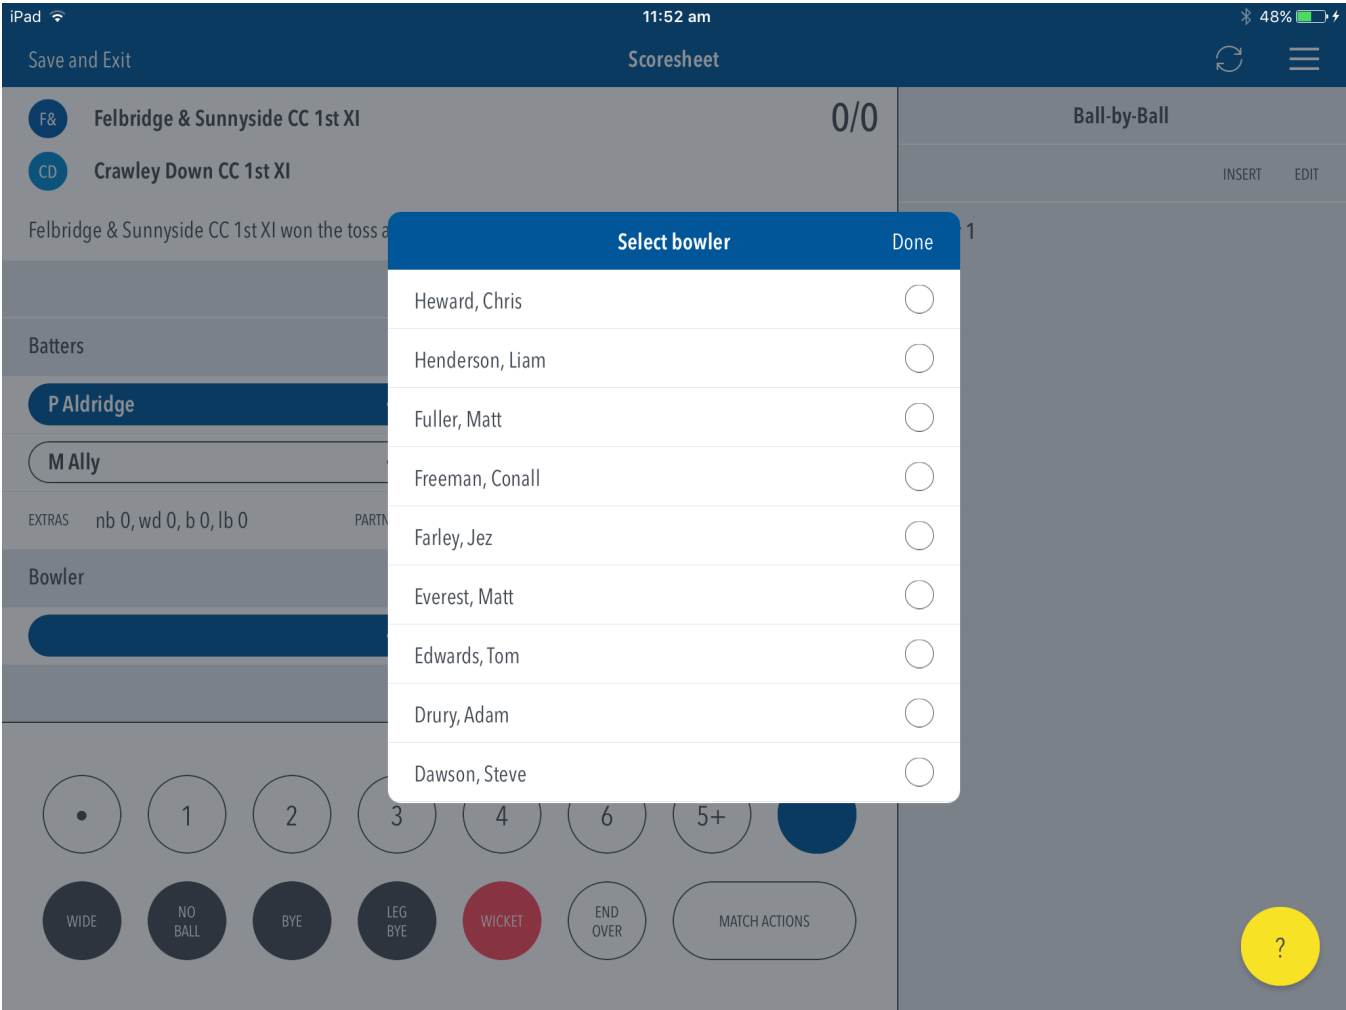 iPad 11:52 am 48%
Save and Exit Scoresheet
F& Felbridge & Sunnyside CC 1st XI 0/0 Ball-by-Ball
CD Crawley Down CC 1st XI INSERT EDIT
Felbridge & Sunnyside CC 1st XI won the toss 1
Select bowler Done
Heward, Chris
Batters
Henderson, Liam
P Aldridge
Fuller, Matt
M Ally
Freeman, Conall
EXTRAS nb 0, wd 0, b 0, lb 0
Farley, Jez
Bowler
Everest, Matt
Edwards, Tom
Drury, Adam
Dawson, Steve
• 1 2 3 4 6 5+
WIDE NO BALL BYE LEG BYE WICKET END OVER MATCH ACTIONS
?